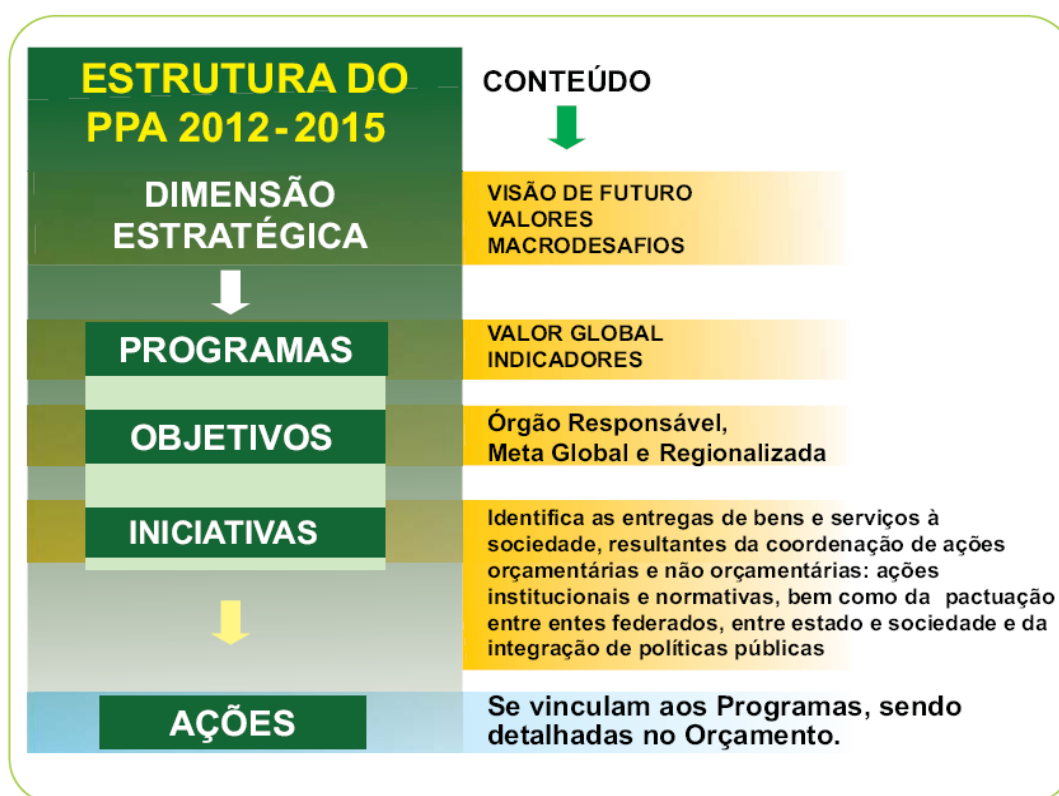 ESTRUTURA DO
PPA 2012-2015
CONTEÚDO
DIMENSÃO
ESTRATÉGICA
VISÃO DE FUTURO
VALORES
MACRODESAFIOS
PROGRAMAS
VALOR GLOBAL
INDICADORES
OBJETIVOS
Órgão Responsável,
Meta Global e Regionalizada
INICIATIVAS
Identifica as entregas de bens e serviços à
sociedade, resultantes da coordenação de ações
orçamentárias e não orçamentárias: ações
institucionais e normativas, bem como da pactuação
entre entes federados, entre estado e sociedade e da
integração de políticas públicas
AÇÕES
Se vinculam aos Programas, sendo
detalhadas no Orçamento.